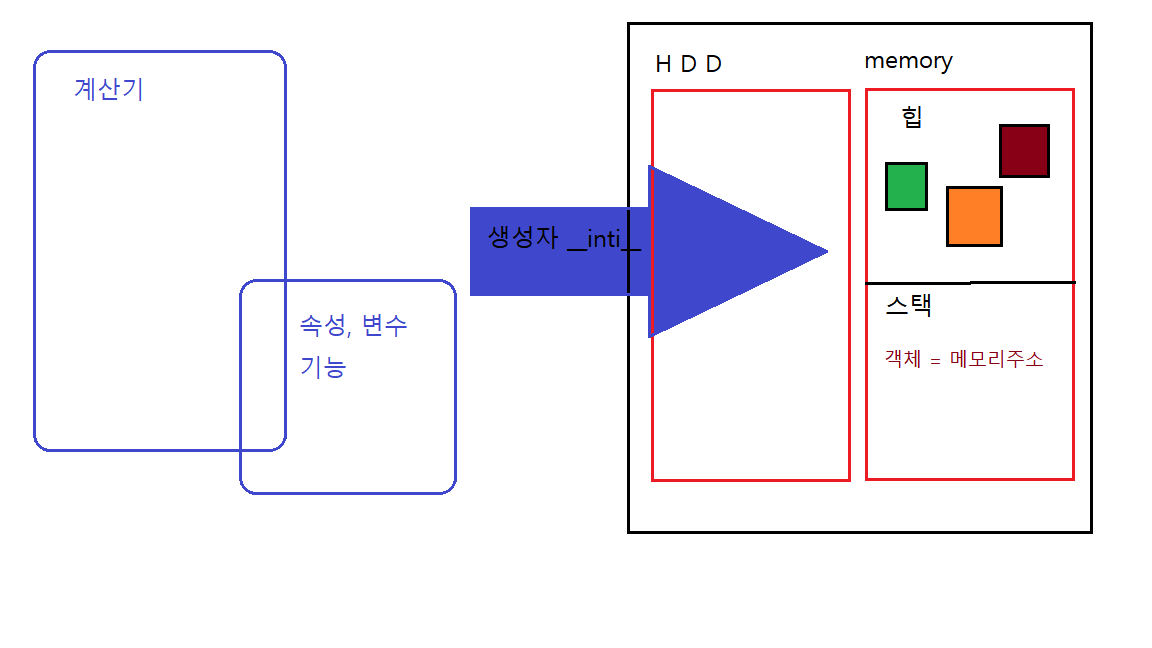 계산기
속성, 변수
기능
생성자 __inti__
H D D
memory
힙
스택
객체 = 메모리주소